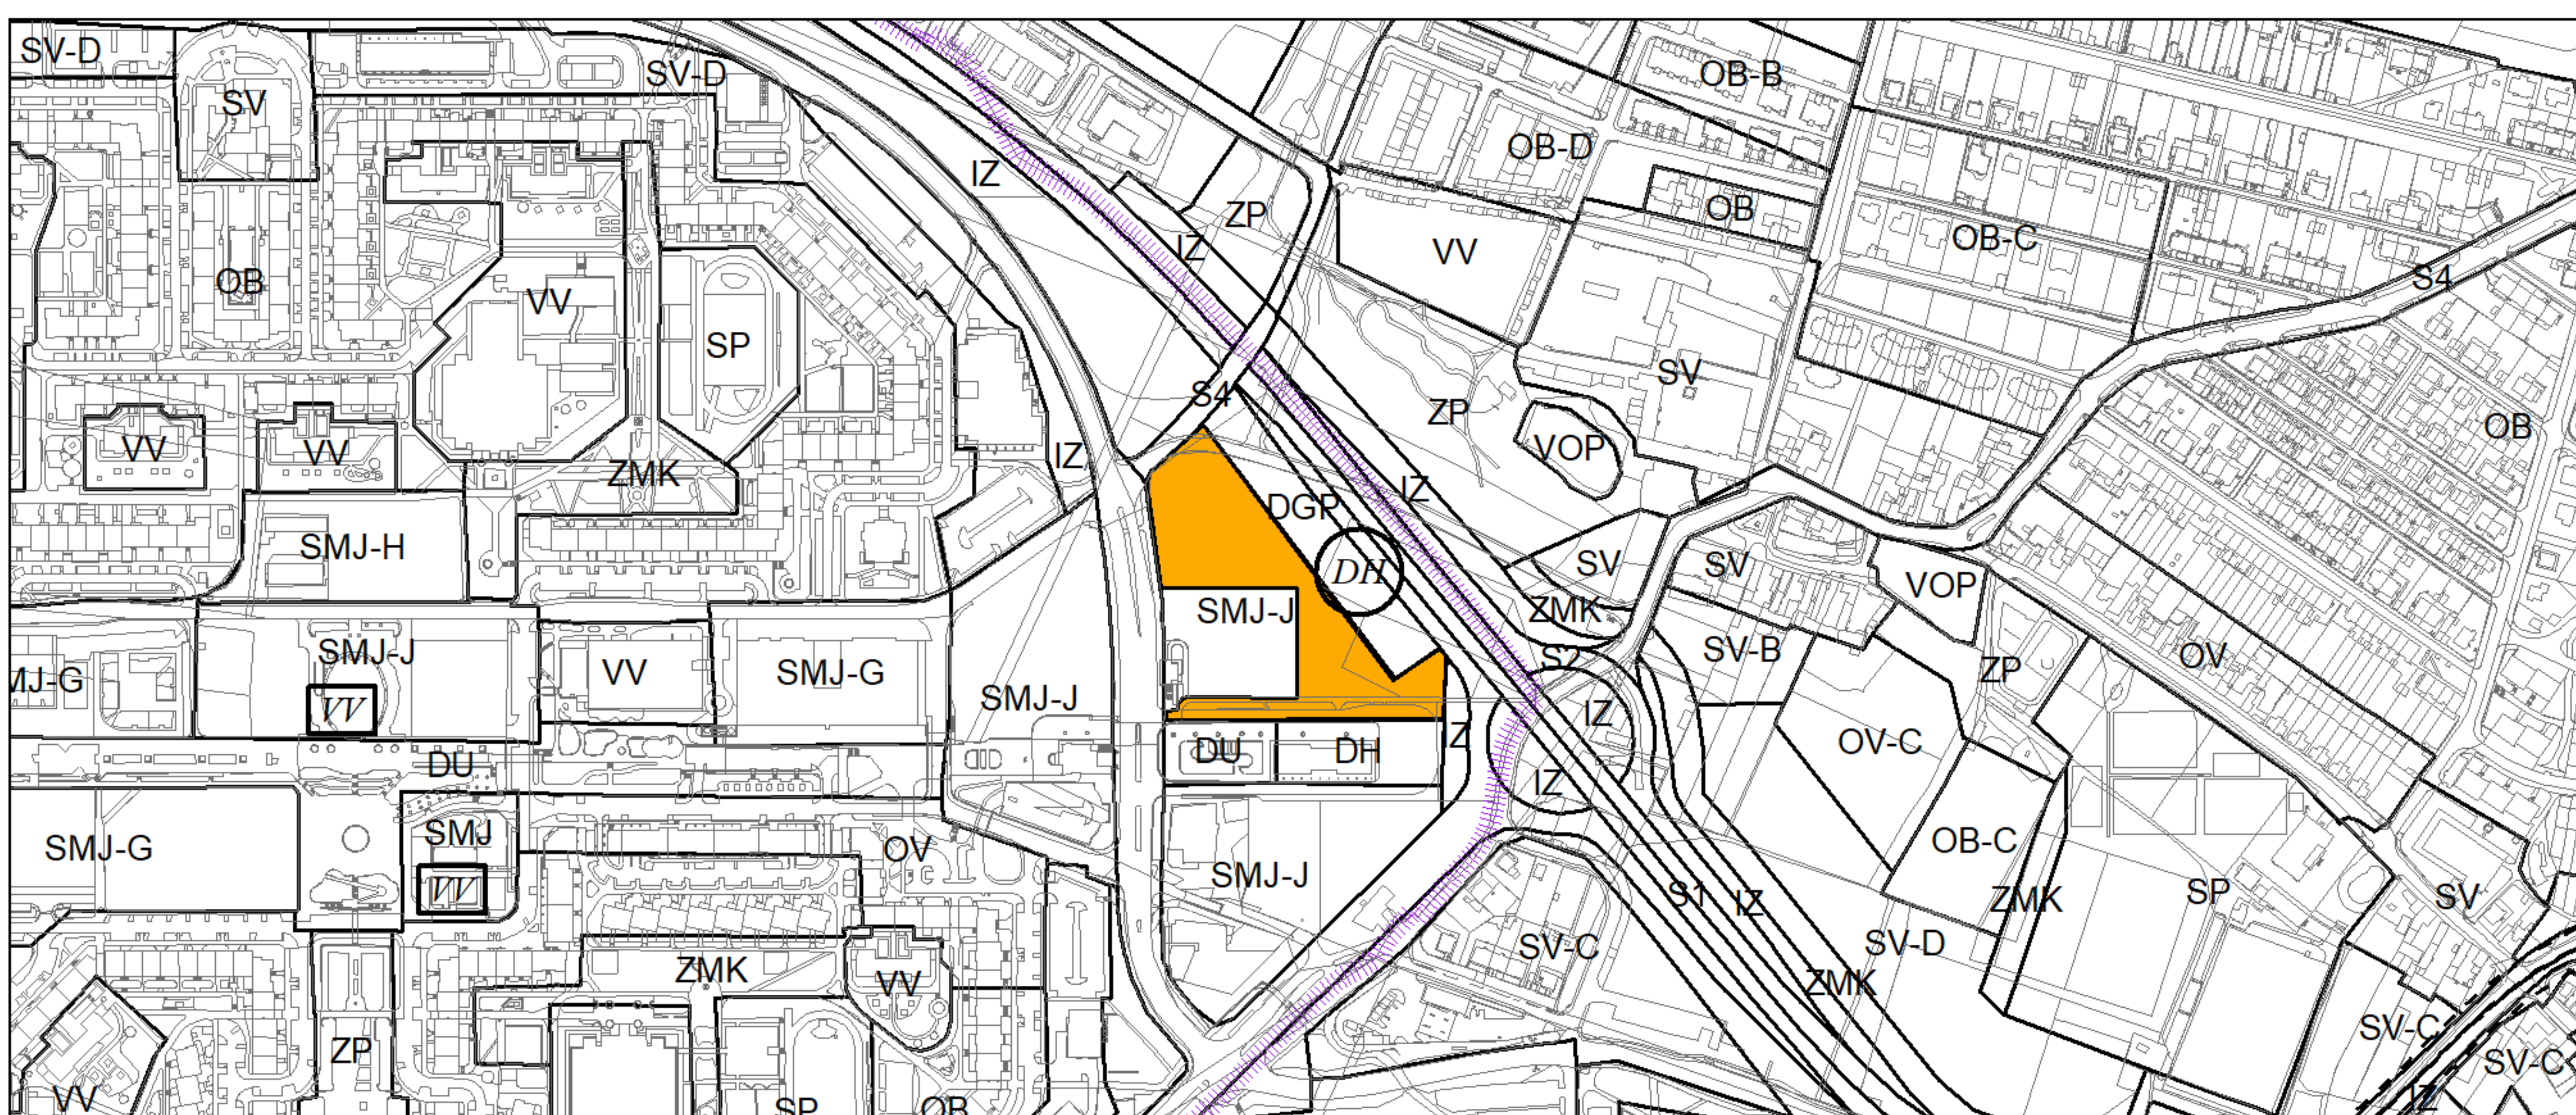 SV-D
SV-D
OB-B
SV
OB-D
IZ
OB
ZP
OB-C
IZ
VV
S4
OB
VV
SP
SV
S4
ZP
OB
VV
VV
VOP
IZ
ZMK
IZ
DGP
SMJ-H
DH
SV
SV
VOP
SMJ-J
ZMK
SMJ-J
SV-B
S2
OV
MJ-G
VV
SMJ-G
ZP
SMJ-J
VV
IZ
IZ
OV-C
DU
DU
DH
IZ
SMJ
OB-C
SMJ-G
OV
SMJ-J
VV
S1
IZ
ZMK
SP
SV
SV-D
SV-C
ZMK
VV
ZMK
SV-C
ZP
SV-C
VV
IZ
SP
OB